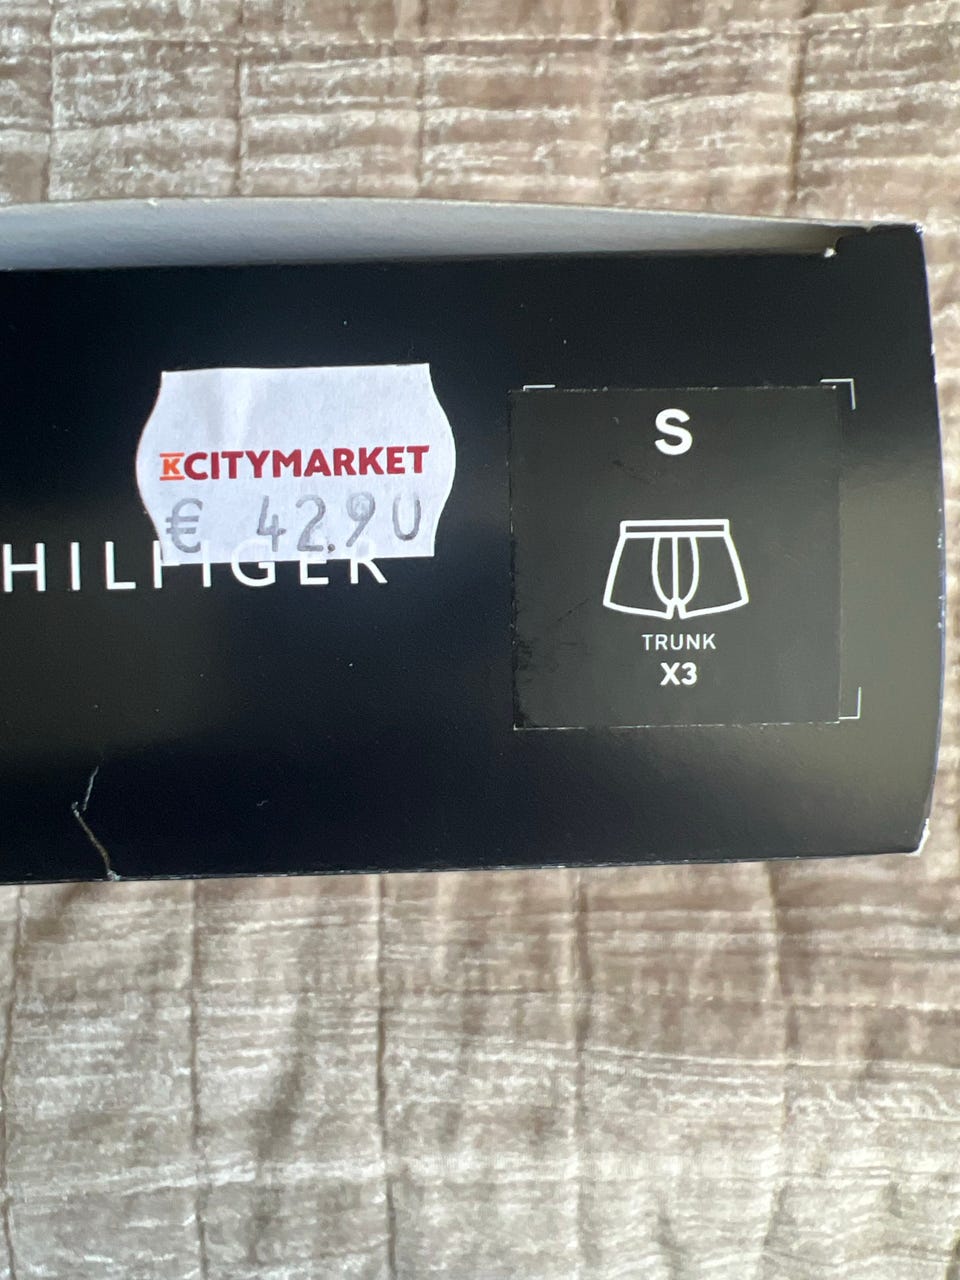 KCITYMARKET
€ 42.90
HILFIGER
S
TRUNK
X3